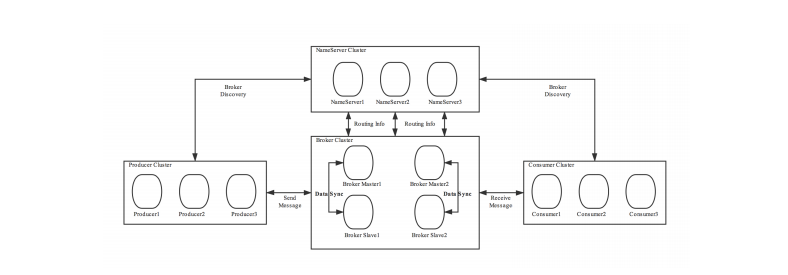 NameServer Cluster
NameServer1 NameServer2 NameServer3
Broker
Discovery
Broker
Discovery
Routing Info Routing Info
Broker Cluster
Producer Cluster
Consumer Cluster
Broker Master1 Broker Master2
Data Sync Data Sync
Send
Message
Receive
Message
Producer1 Producer2 Producer3
Consumer1 Consumer2 Consumer3
Broker Slave1 Broker Slave2